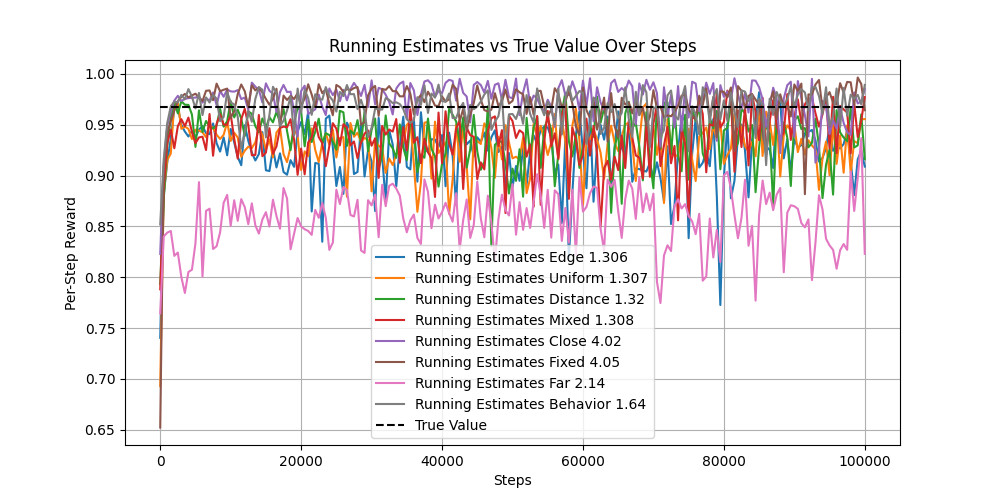 Running Estimates vs True Value Over Steps
Per-Step Reward
1.00
0.95
0.90
0.85
0.80
0.75
0.70
0.65
Running Estimates Edge 1.306
Running Estimates Uniform 1.307
Running Estimates Distance 1.32
Running Estimates Mixed 1.308
Running Estimates Close 4.02
Running Estimates Fixed 4.05
Running Estimates Far 2.14
Running Estimates Behavior 1.64
True Value
0
20000
40000
60000
80000
100000
Steps